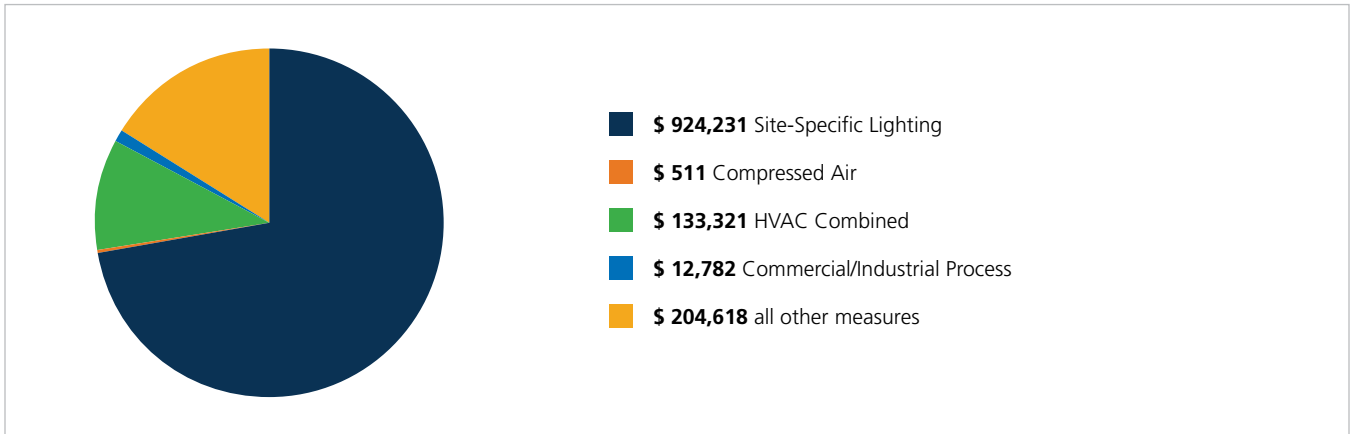 $ 924,231 Site-Specific Lighting
$ 511 Compressed Air
$ 133,321 HVAC Combined
$ 12,782 Commercial/Industrial Process
$ 204,618 all other measures